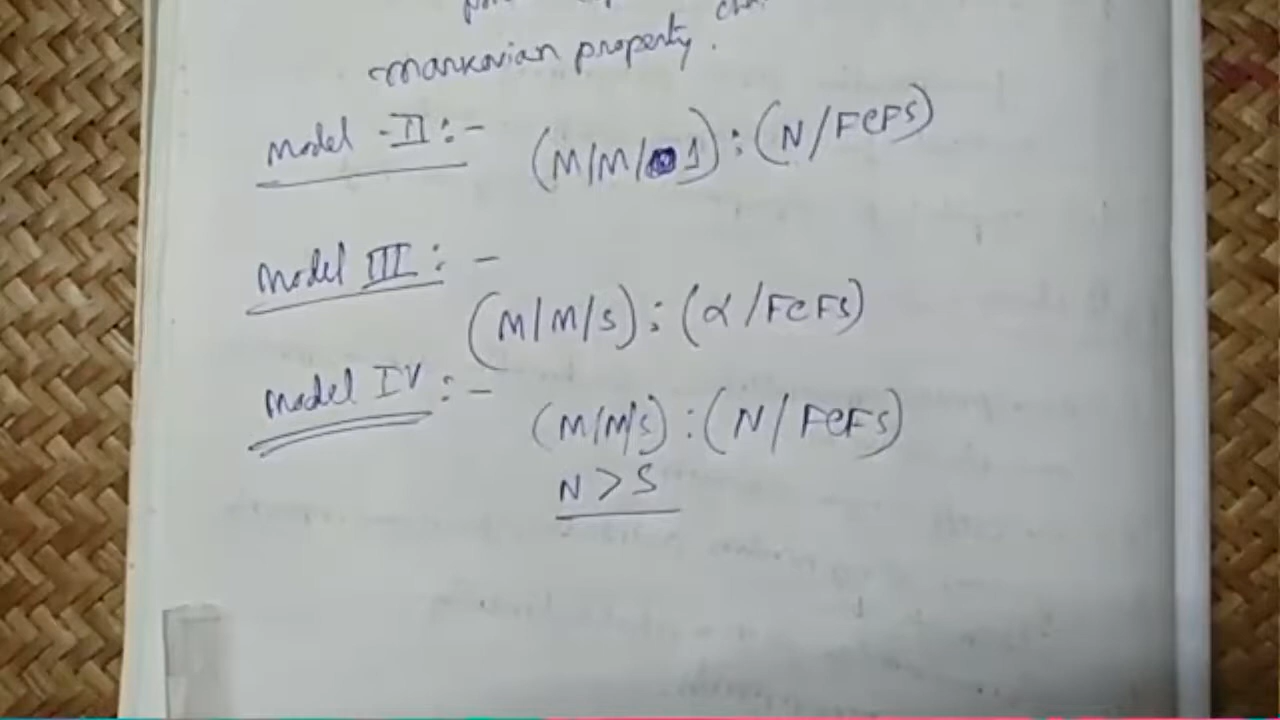 markovian property.
Model -II :- (M/M/1) : (N/FCFS)
Model III : -
(M/M/S) : (α/FCFS)
Model IV : -
(M/M/S) : (N/FCFS)
N > S